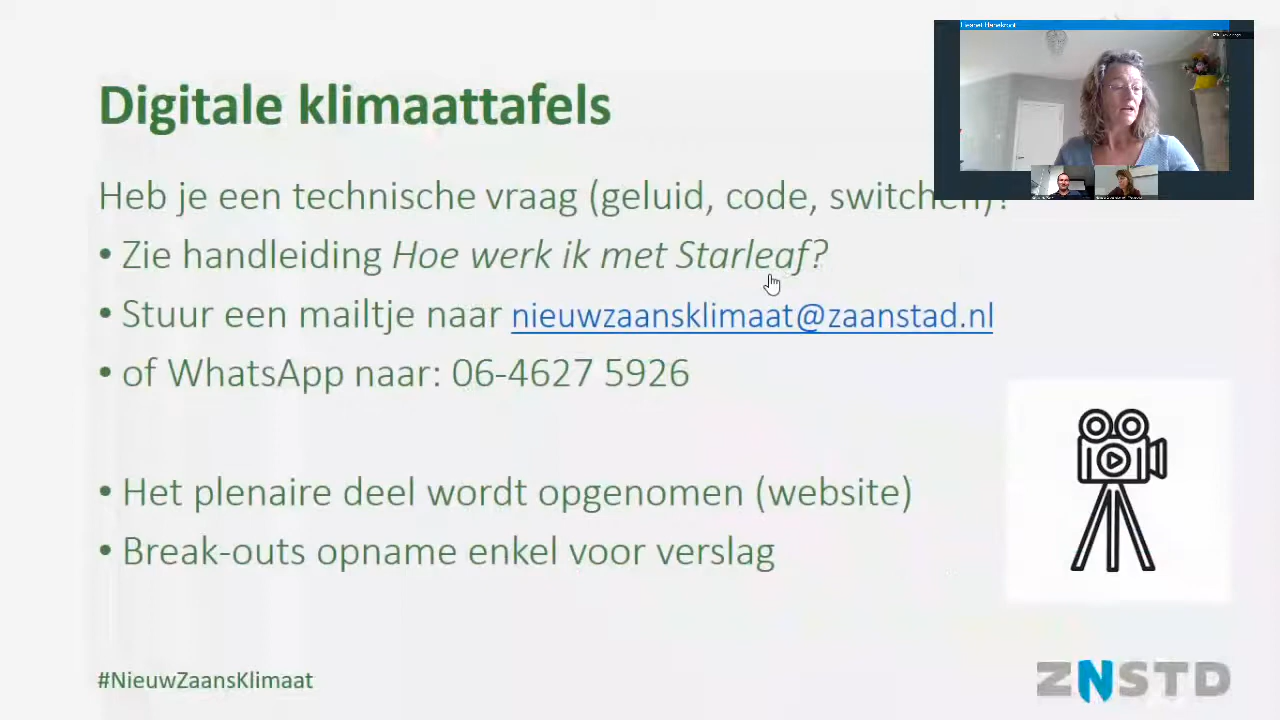 Digitale klimaattafels
Heb je een technische vraag (geluid, code, switchen)?
• Zie handleiding Hoe werk ik met Starleaf?
• Stuur een mailtje naar nieuwzaansklimaat@zaanstad.nl
• of WhatsApp naar: 06-4627 5926
• Het plenaire deel wordt opgenomen (website)
• Break-outs opname enkel voor verslag
#NieuwZaansKlimaat
ZNSTD